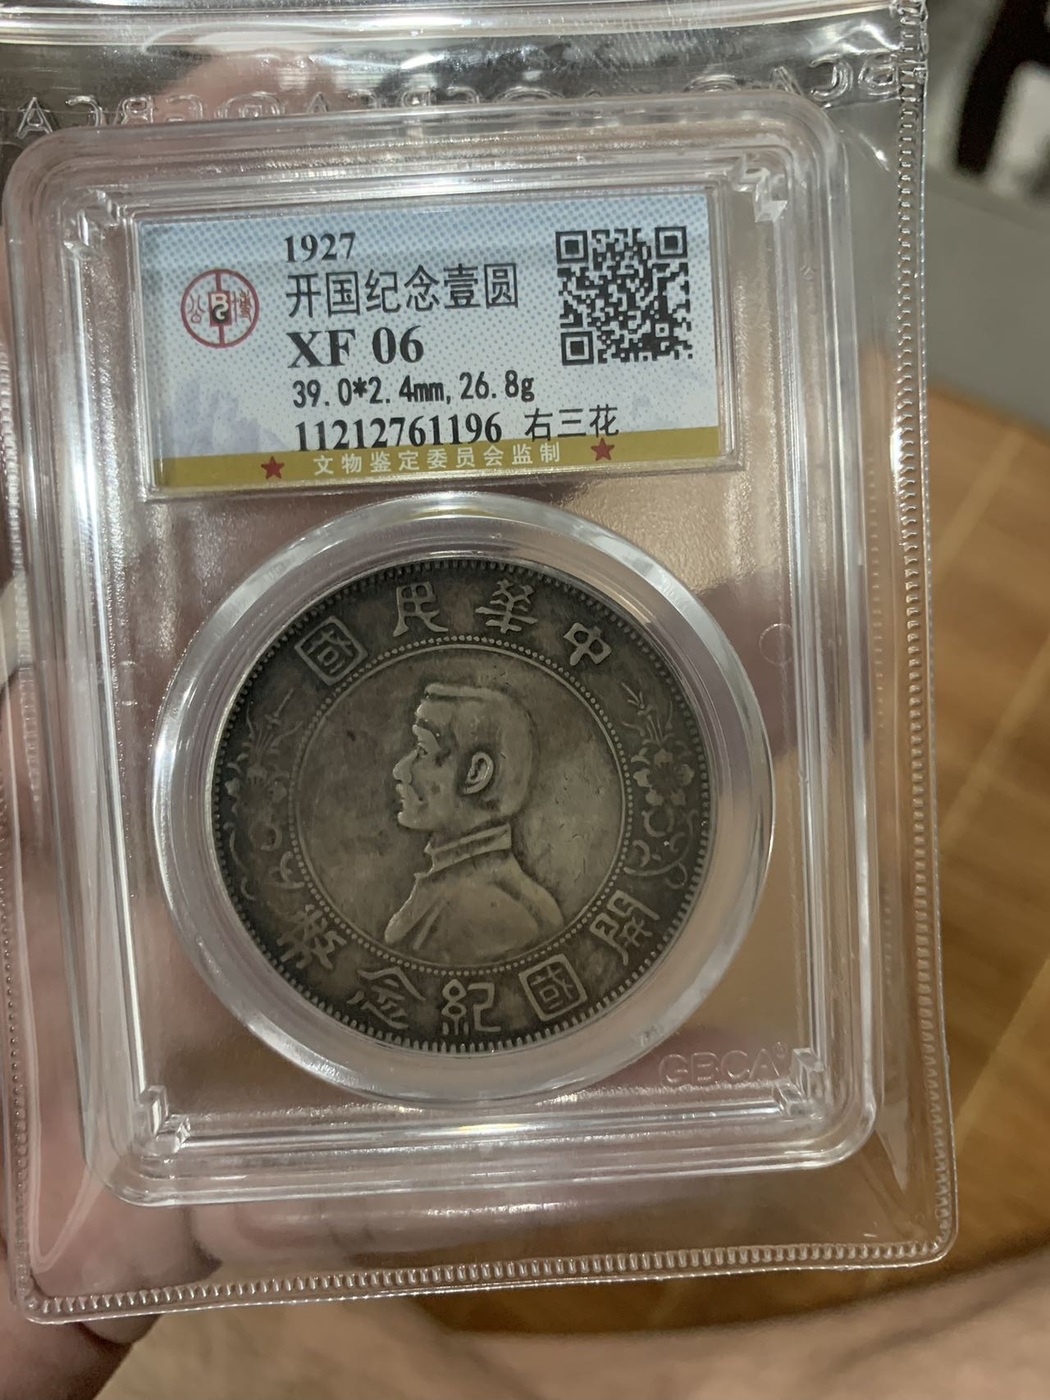 1927
开国纪念壹圆
XF 06
39.0*2.4mm,26.8g
11212761196 右三花
文物鉴定委员会监制
公博
中華民國
開國紀念幣
GBCA